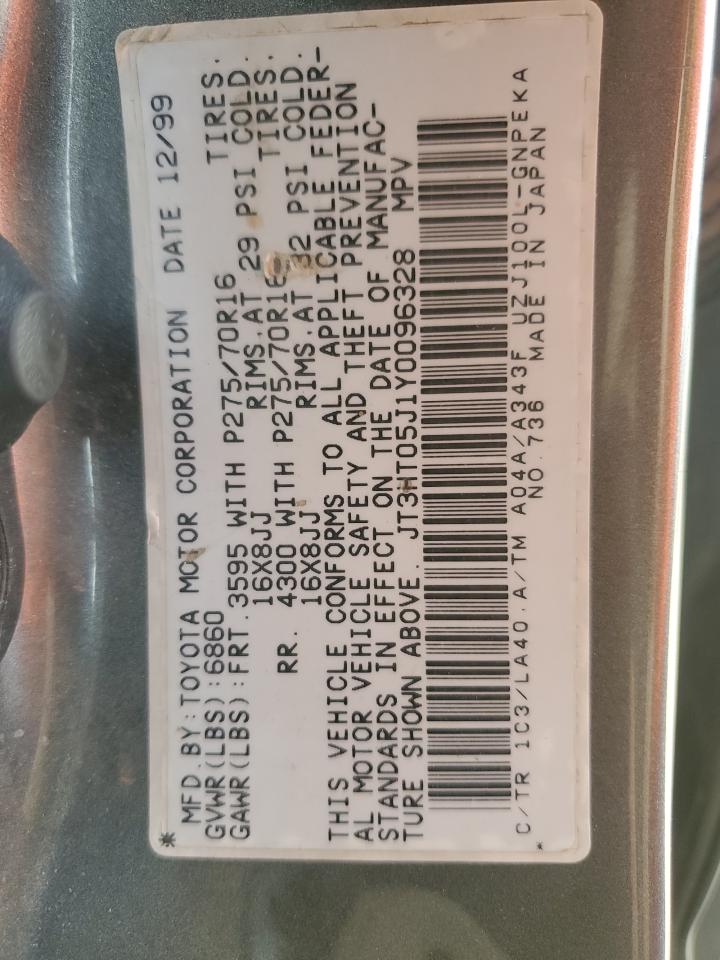 * MFD.BY:TOYOTA MOTOR CORPORATION DATE 12/99
GVWR(LBS):6860
GAWR(LBS):FRT.3595 WITH P275/70R16 TIRES.
16X8JJ RIMS.AT 29 PSI COLD.
RR. 4300 WITH P275/70R16 TIRES.
16X8JJ RIMS.AT 32 PSI COLD.
THIS VEHICLE CONFORMS TO ALL APPLICABLE FEDER-
AL MOTOR VEHICLE SAFETY AND THEFT PREVENTION
STANDARDS IN EFFECT ON THE DATE OF MANUFAC-
TURE SHOWN ABOVE. JT3HT05J1Y0096328 MPV
* C/TR 1C3/LA40.A/TM A04A/A343F UZJ100L-GNPEKA
NO.736 MADE IN JAPAN